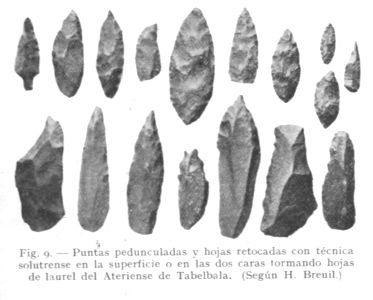 Fig. 9. — Puntas pedunculadas y hojas retocadas con técnica
solutrense en la superficie o en las dos caras tornando hojas
de laurel del Ateriense de Tabelbala. (Según H. Breuil.)